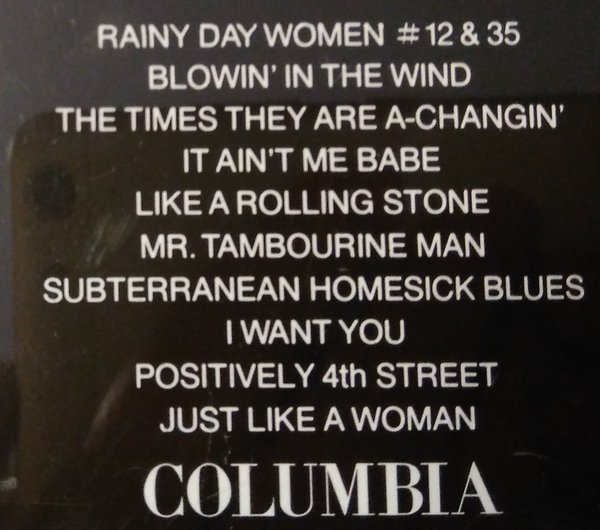 RAINY DAY WOMEN #12 & 35
BLOWIN' IN THE WIND
THE TIMES THEY ARE A-CHANGIN'
IT AIN'T ME BABE
LIKE A ROLLING STONE
MR. TAMBOURINE MAN
SUBTERRANEAN HOMESICK BLUES
I WANT YOU
POSITIVELY 4th STREET
JUST LIKE A WOMAN
COLUMBIA